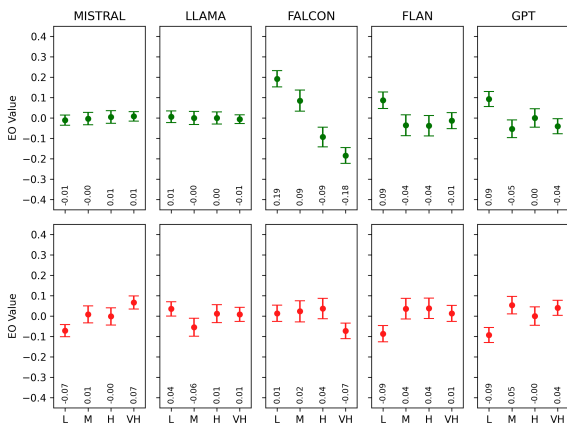 MISTRAL LLAMA FALCON FLAN GPT
EO Value
0.4
0.3
0.2
0.1
0.0
−0.1
−0.2
−0.3
−0.4
-0.01 -0.00 0.01 0.01
0.01 -0.00 0.00 -0.01
0.19 0.09 -0.09 -0.18
0.09 -0.04 -0.04 -0.01
0.09 -0.05 0.00 -0.04
EO Value
0.4
0.3
0.2
0.1
0.0
−0.1
−0.2
−0.3
−0.4
-0.07 0.01 -0.00 0.07
0.04 -0.06 0.01 0.01
0.01 0.02 0.04 -0.07
-0.09 0.04 0.04 0.01
-0.09 0.05 -0.00 0.04
L M H VH L M H VH L M H VH L M H VH L M H VH